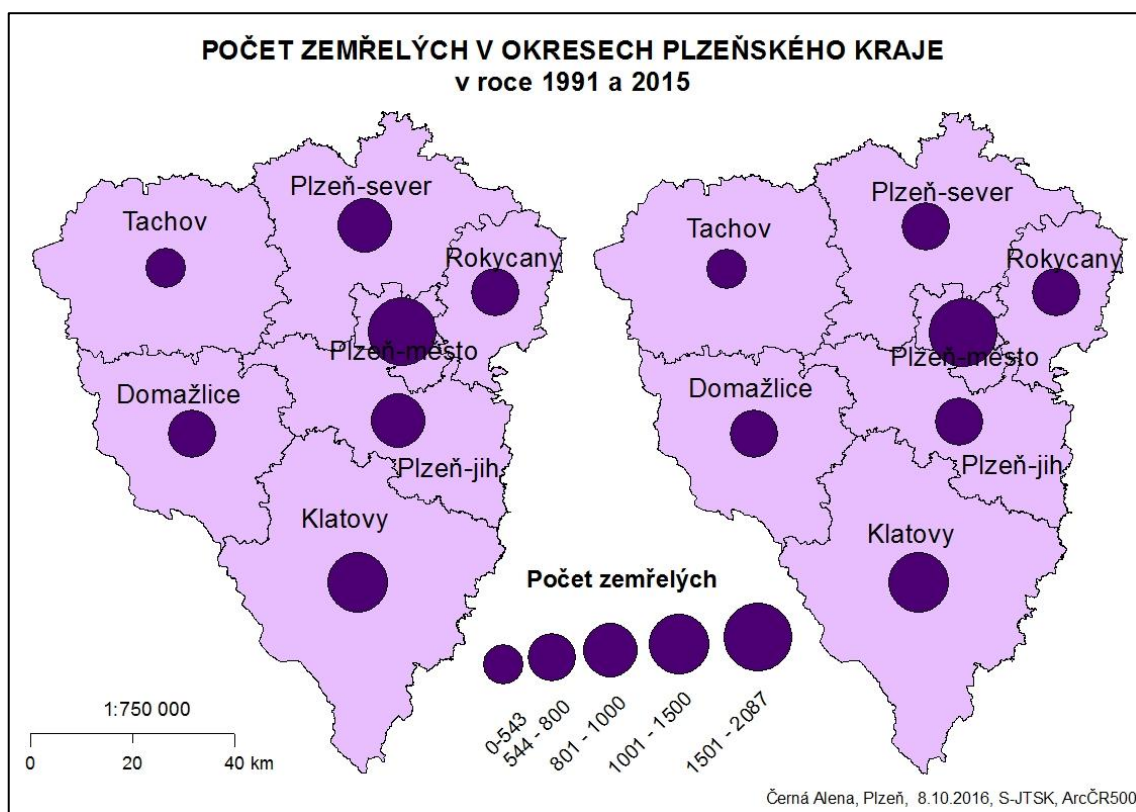 POČET ZEMŘELÝCH V OKRESECH PLZEŇSKÉHO KRAJE
v roce 1991 a 2015
Plzeň-sever
Tachov
Rokycany
Plzeň-město
Domažlice
Plzeň-jih
Klatovy
Plzeň-sever
Tachov
Rokycany
Plzeň-město
Domažlice
Plzeň-jih
Klatovy
Počet zemřelých
0-543
544 - 800
801 - 1000
1001 - 1500
1501 - 2087
1:750 000
0 20 40 km
Černá Alena, Plzeň, 8.10.2016, S-JTSK, ArcČR500